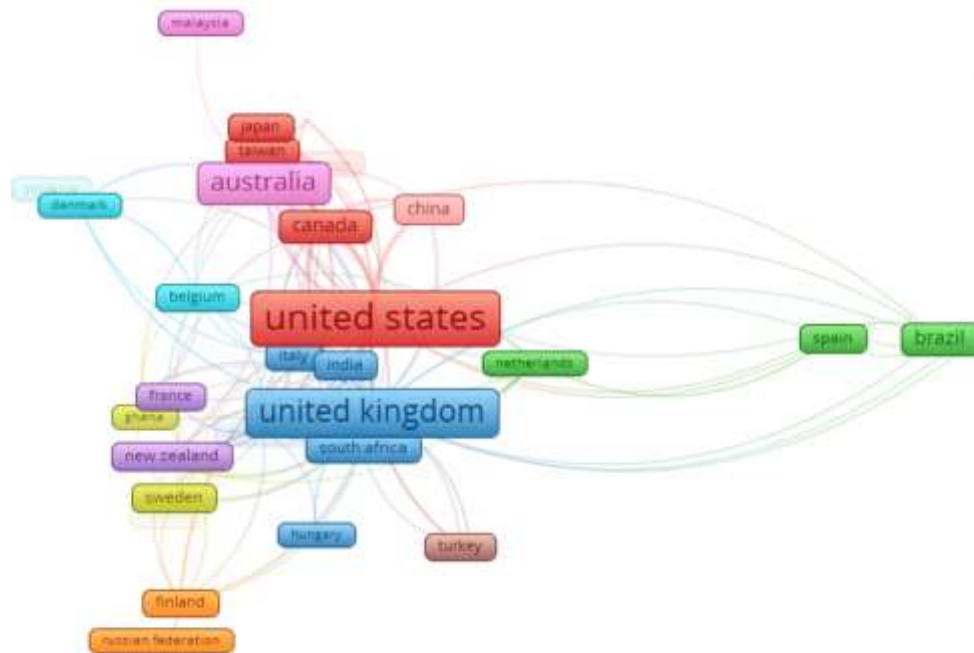 malaysia
japan
taiwan
australia
denmark
china
canada
belgium
united states
spain
brazil
italy
india
netherlands
france
ghana
united kingdom
new zealand
south africa
sweden
hungary
turkey
finland
russian federation